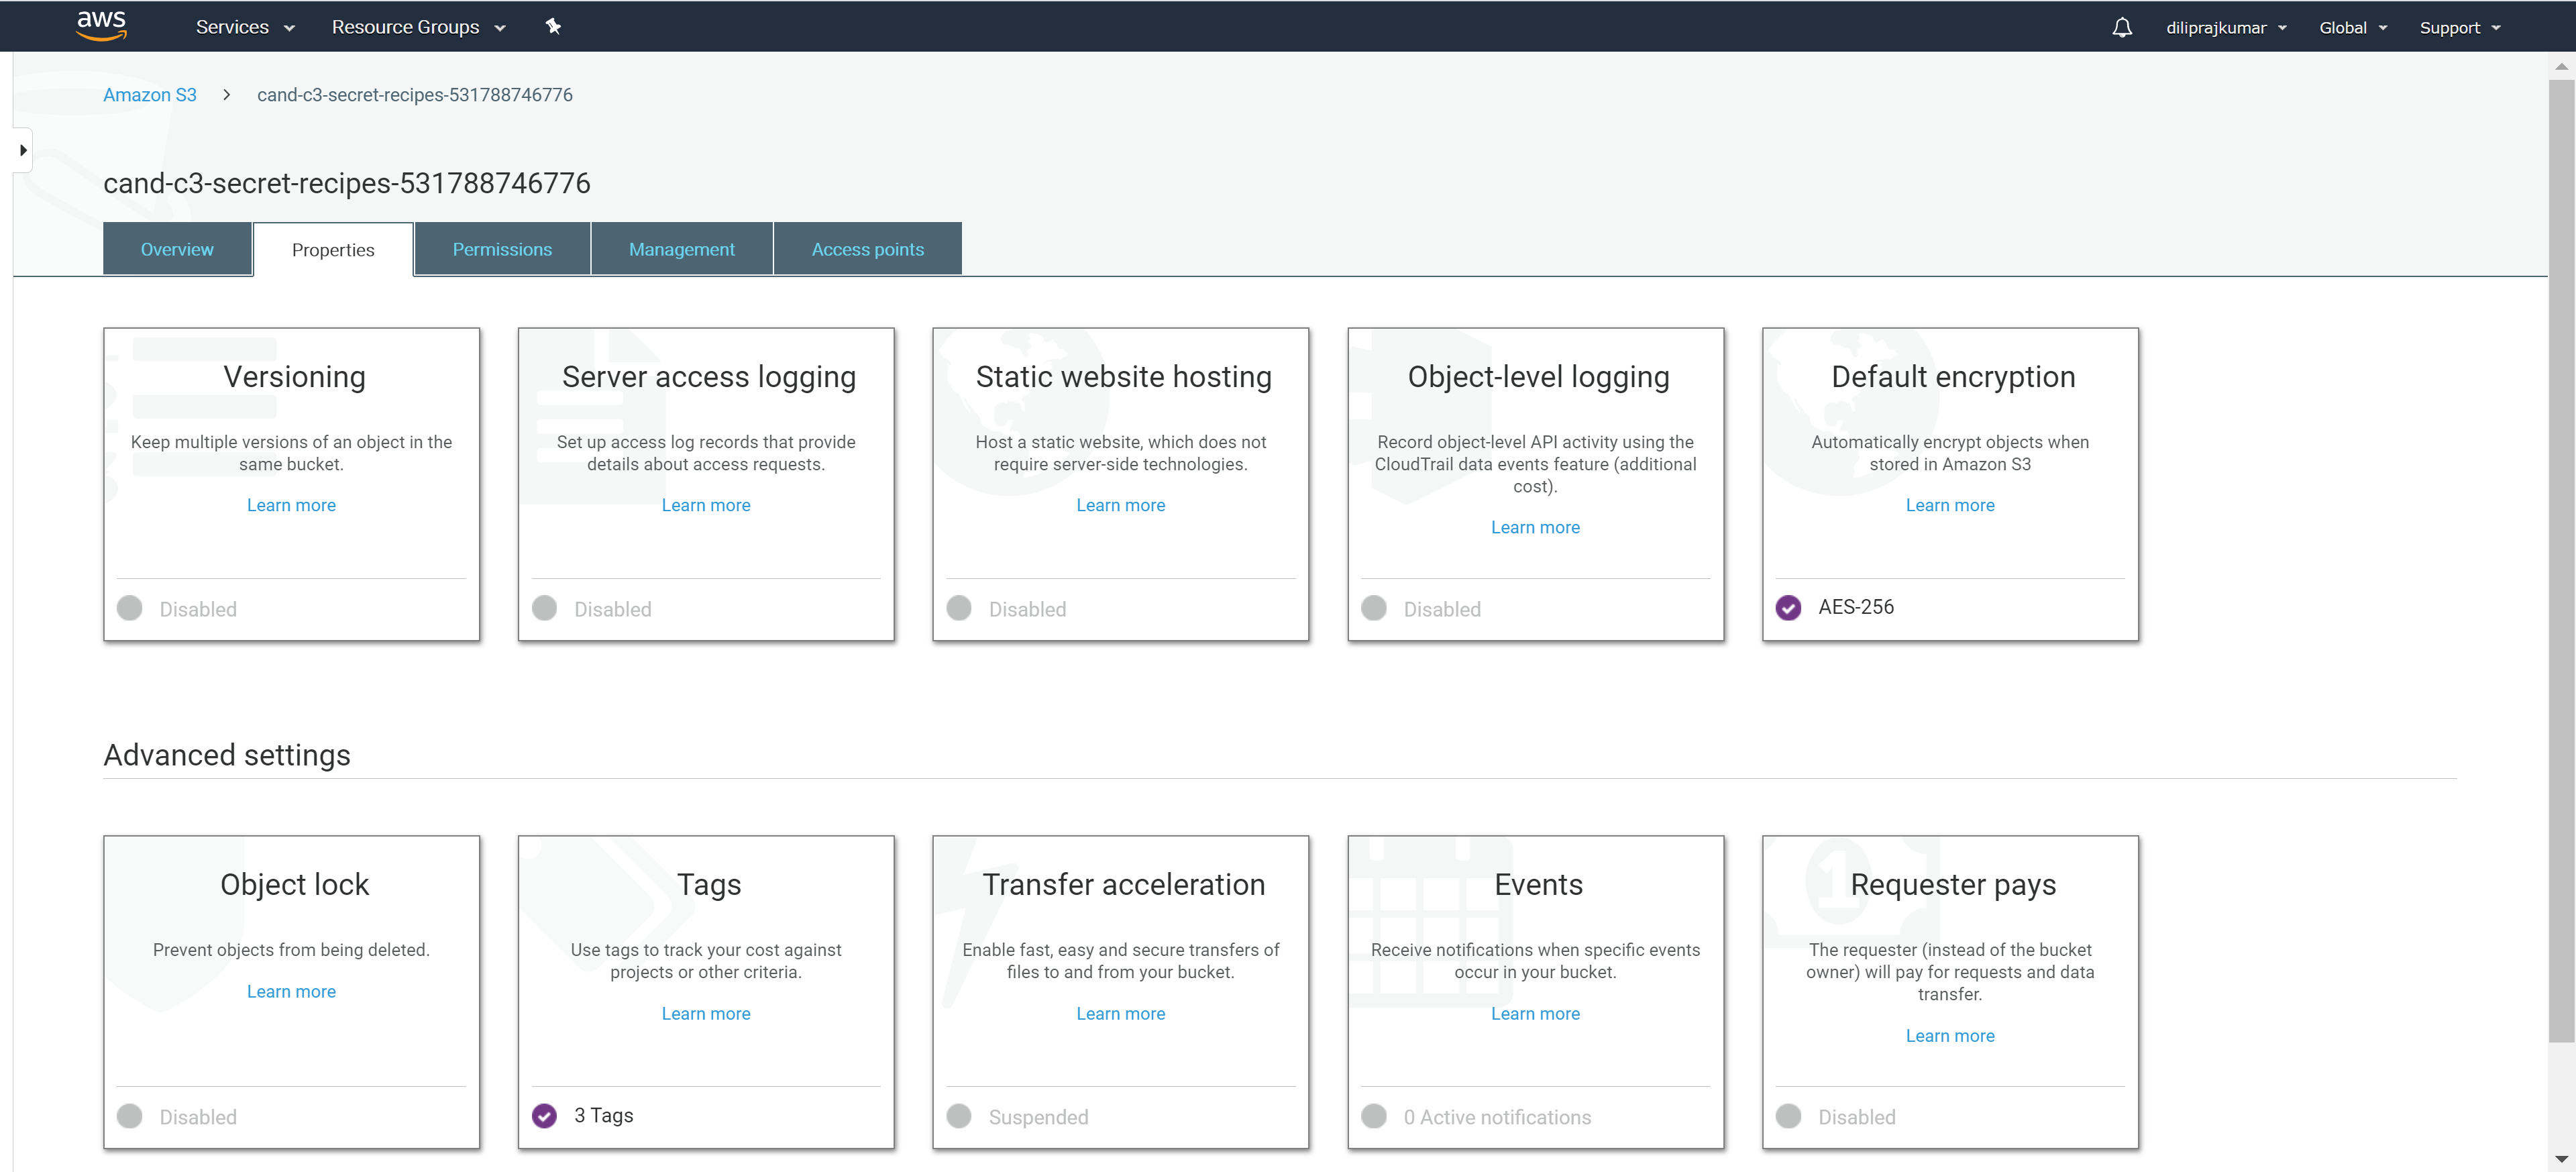 aws Services Resource Groups diliprajkumar Global Support
Amazon S3 > cand-c3-secret-recipes-531788746776
cand-c3-secret-recipes-531788746776
Overview Properties Permissions Management Access points
Versioning
Keep multiple versions of an object in the
same bucket.
Learn more
Disabled
Server access logging
Set up access log records that provide
details about access requests.
Learn more
Disabled
Static website hosting
Host a static website, which does not
require server-side technologies.
Learn more
Disabled
Object-level logging
Record object-level API activity using the
CloudTrail data events feature (additional
cost).
Learn more
Disabled
Default encryption
Automatically encrypt objects when
stored in Amazon S3
Learn more
AES-256
Advanced settings
Object lock
Prevent objects from being deleted.
Learn more
Disabled
Tags
Use tags to track your cost against
projects or other criteria.
Learn more
3 Tags
Transfer acceleration
Enable fast, easy and secure transfers of
files to and from your bucket.
Learn more
Suspended
Events
Receive notifications when specific events
occur in your bucket.
Learn more
0 Active notifications
1
Requester pays
The requester (instead of the bucket
owner) will pay for requests and data
transfer.
Learn more
Disabled